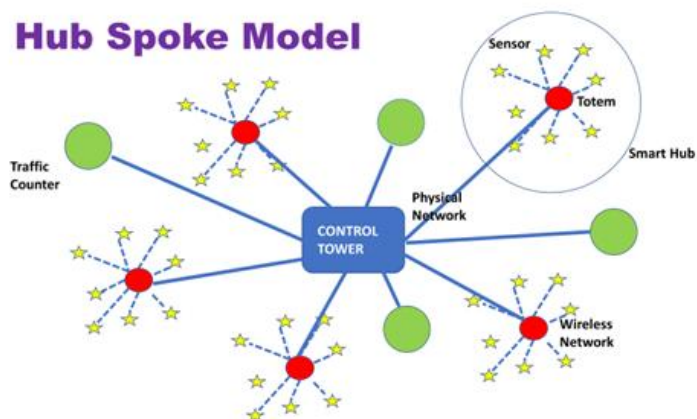 Hub Spoke Model
Sensor
Totem
Smart Hub
Traffic
Counter
Physical
Network
CONTROL
TOWER
Wireless
Network